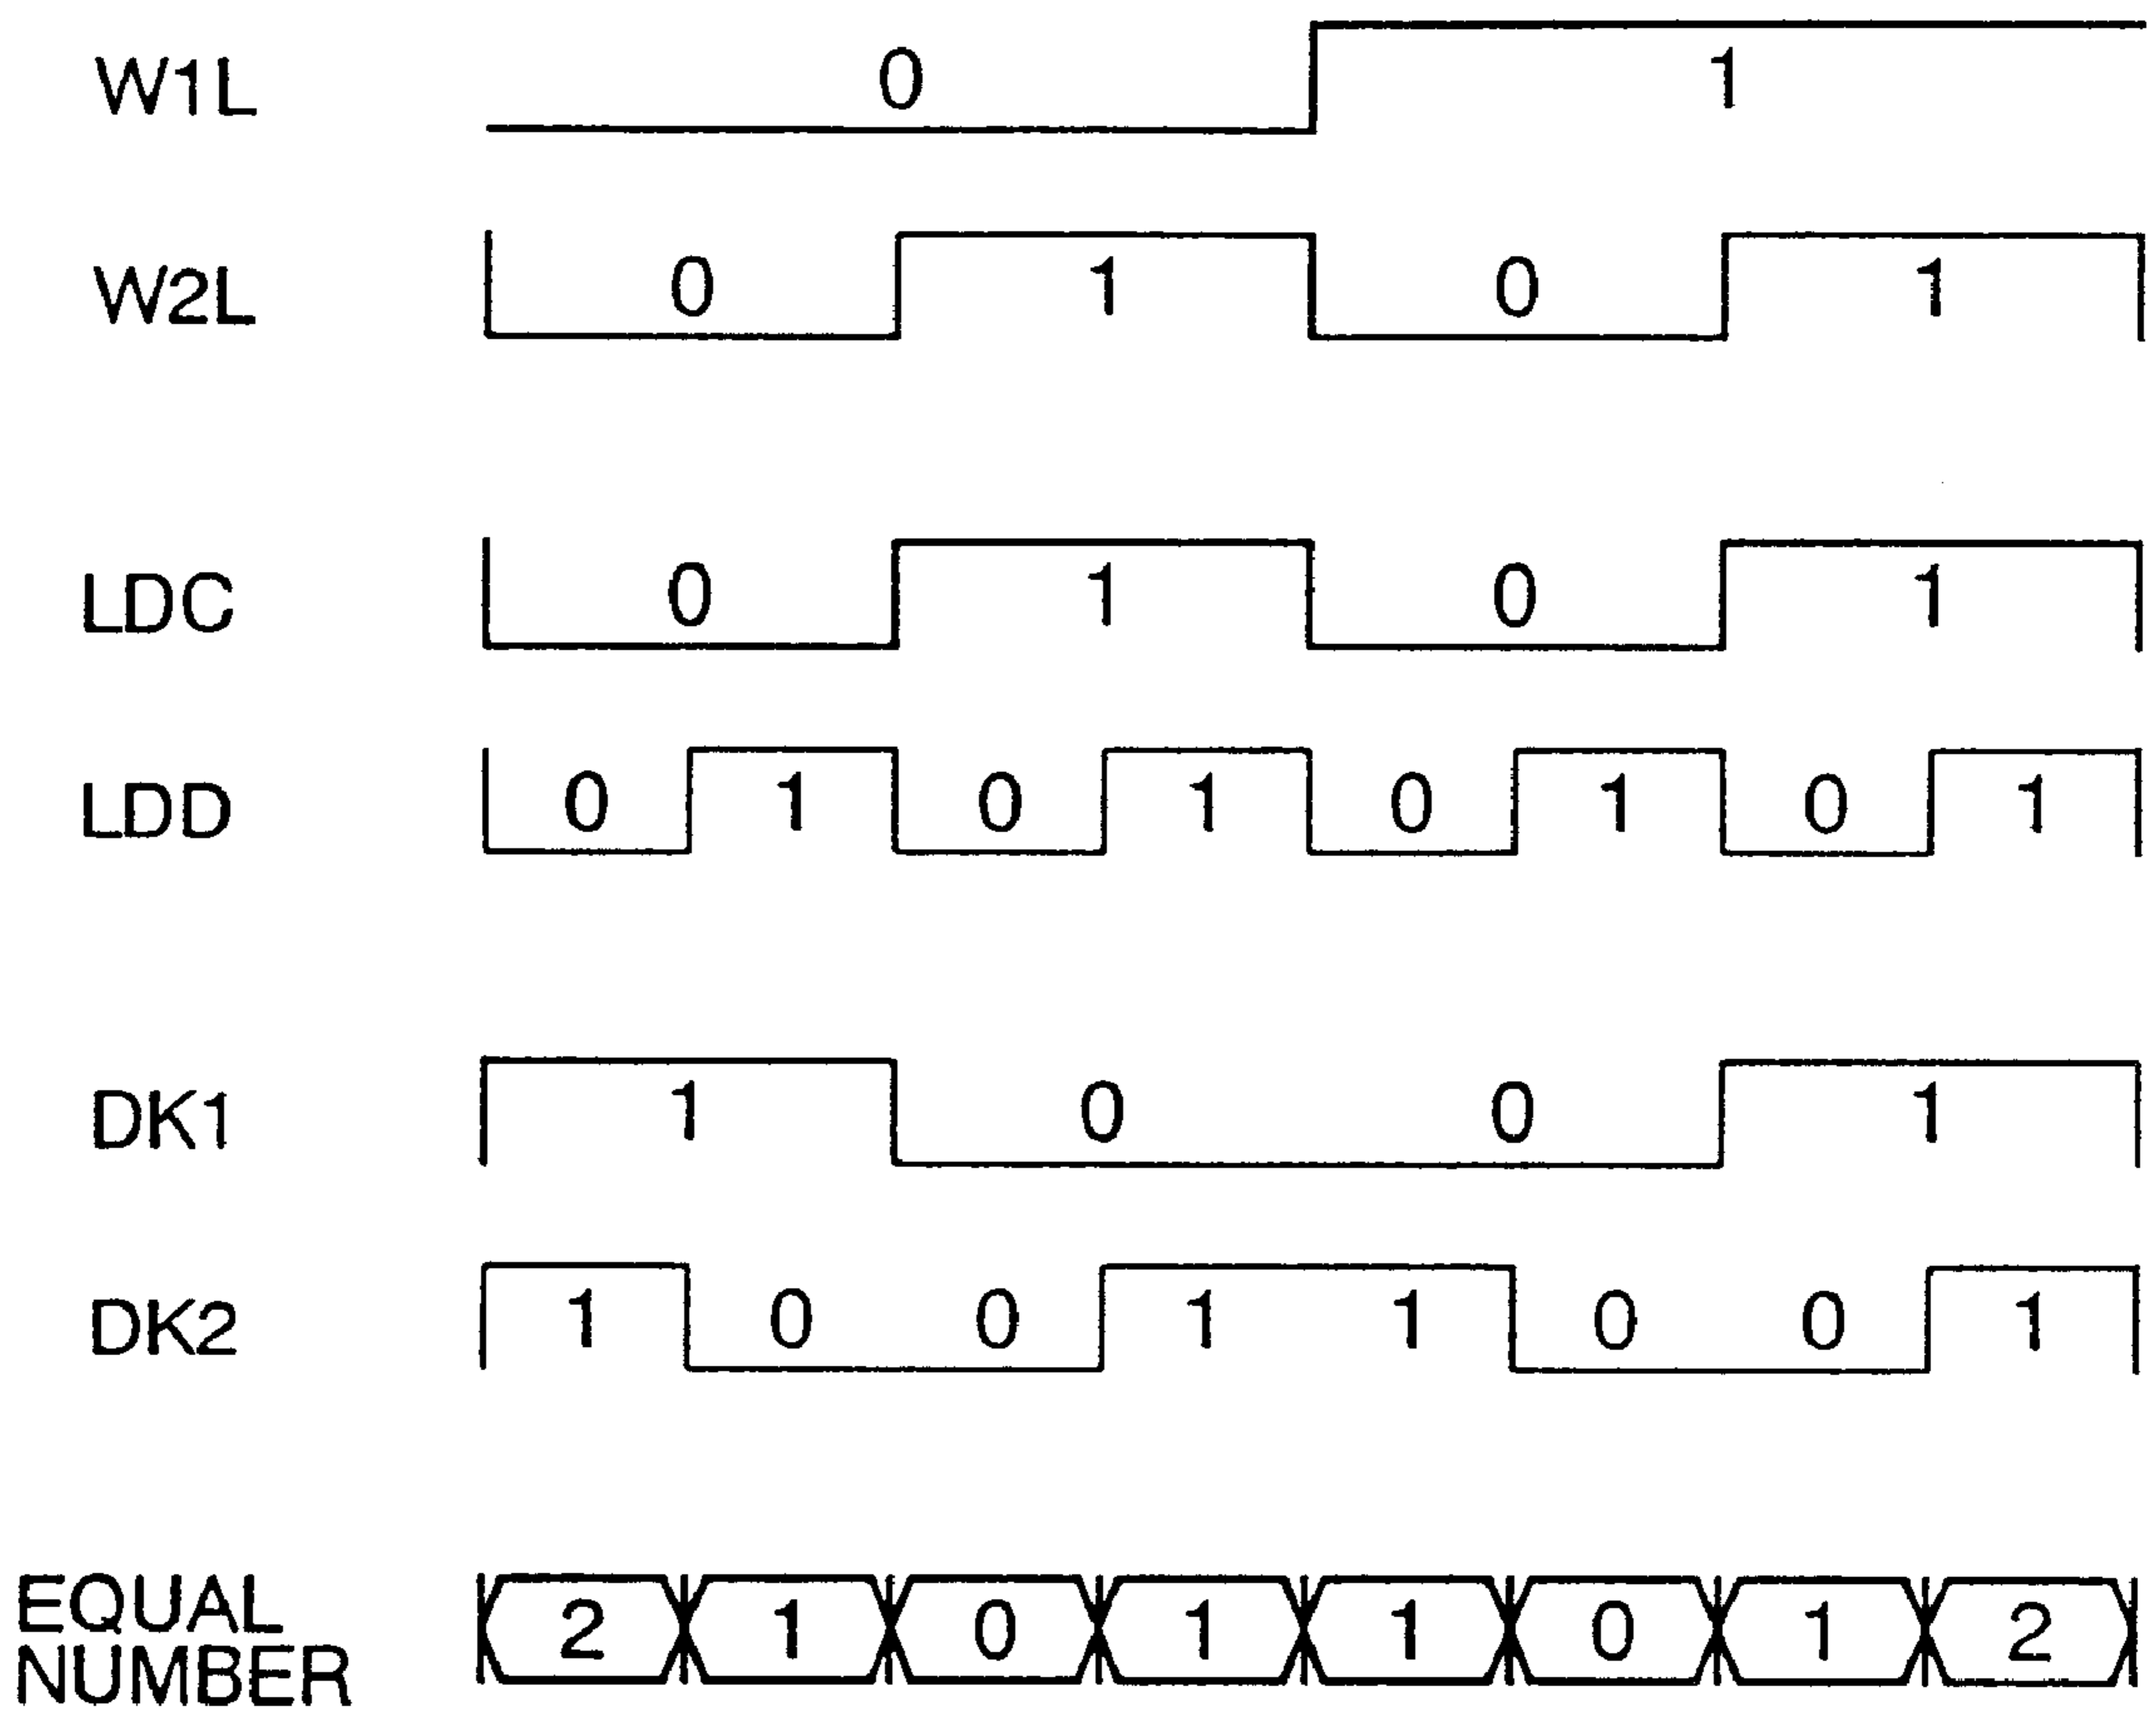 W1L 0 1
W2L 0 1 0 1
LDC 0 1 0 1
LDD 0 1 0 1 0 1 0 1
DK1 1 0 0 1
DK2 1 0 0 1 1 0 0 1
EQUAL
NUMBER 2 1 0 1 1 0 1 2